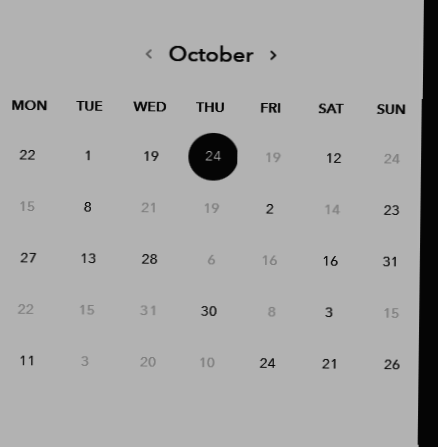 ‹ October ›
MON TUE WED THU FRI SAT SUN
22 1 19 24 19 12 24
15 8 21 19 2 14 23
27 13 28 6 16 16 31
22 15 31 30 8 3 15
11 3 20 10 24 21 26